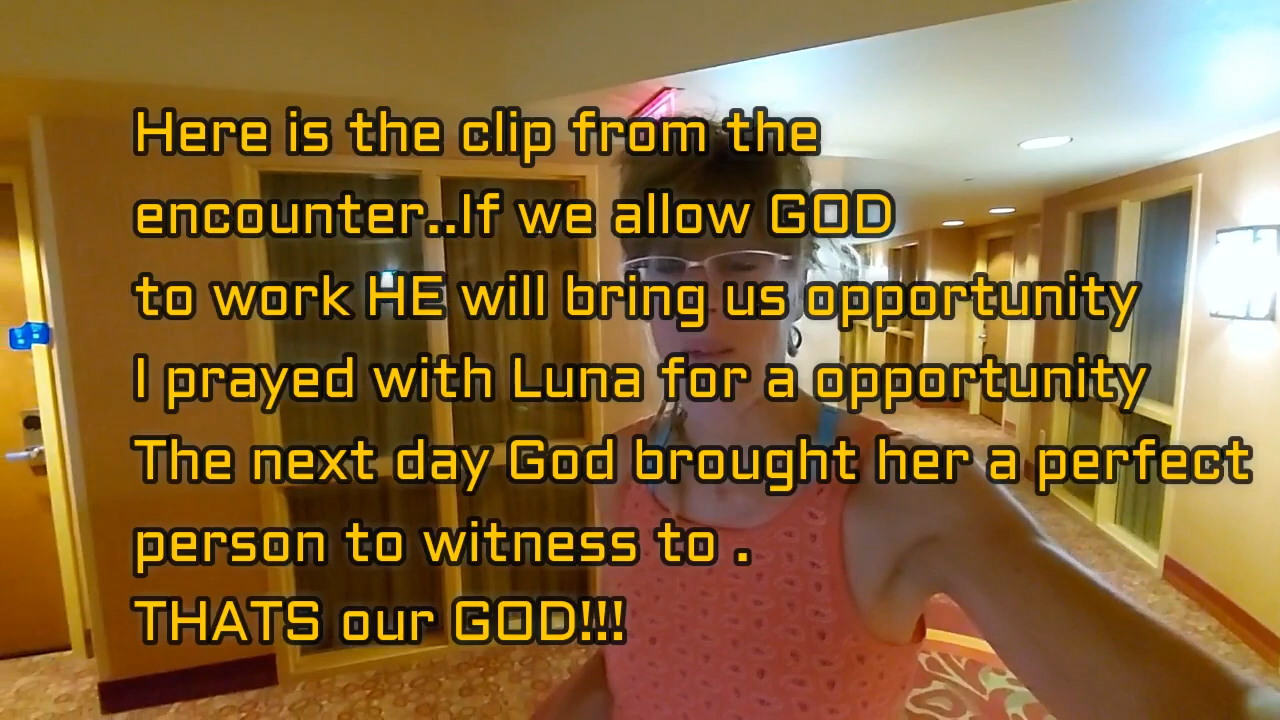 Here is the clip from the
encounter..If we allow GOD
to work HE will bring us opportunity
I prayed with Luna for a opportunity
The next day God brought her a perfect
person to witness to .
THATS our GOD!!!